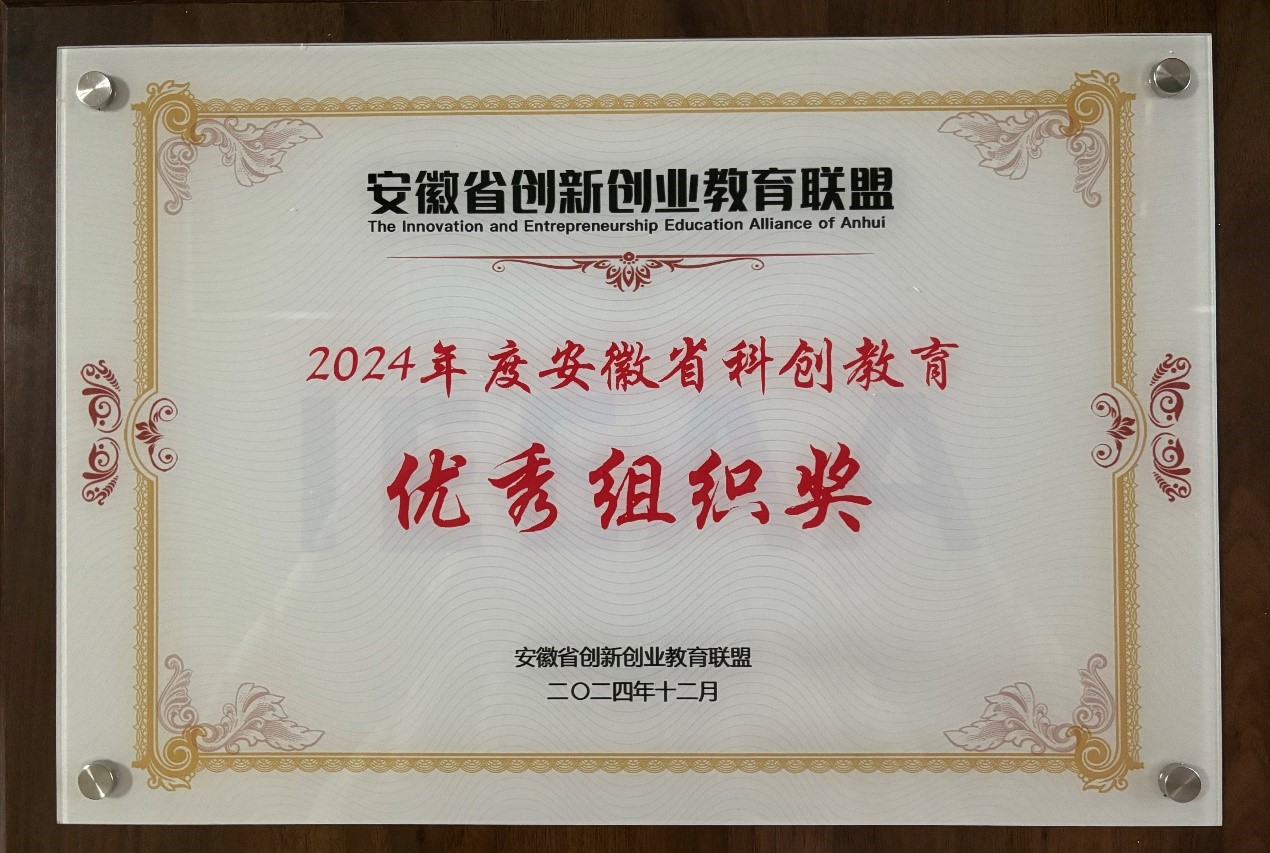 安徽省创新创业教育联盟
The Innovation and Entrepreneurship Education Alliance of Anhui
2024年度安徽省科创教育
优秀组织奖
安徽省创新创业教育联盟
二〇二四年十二月